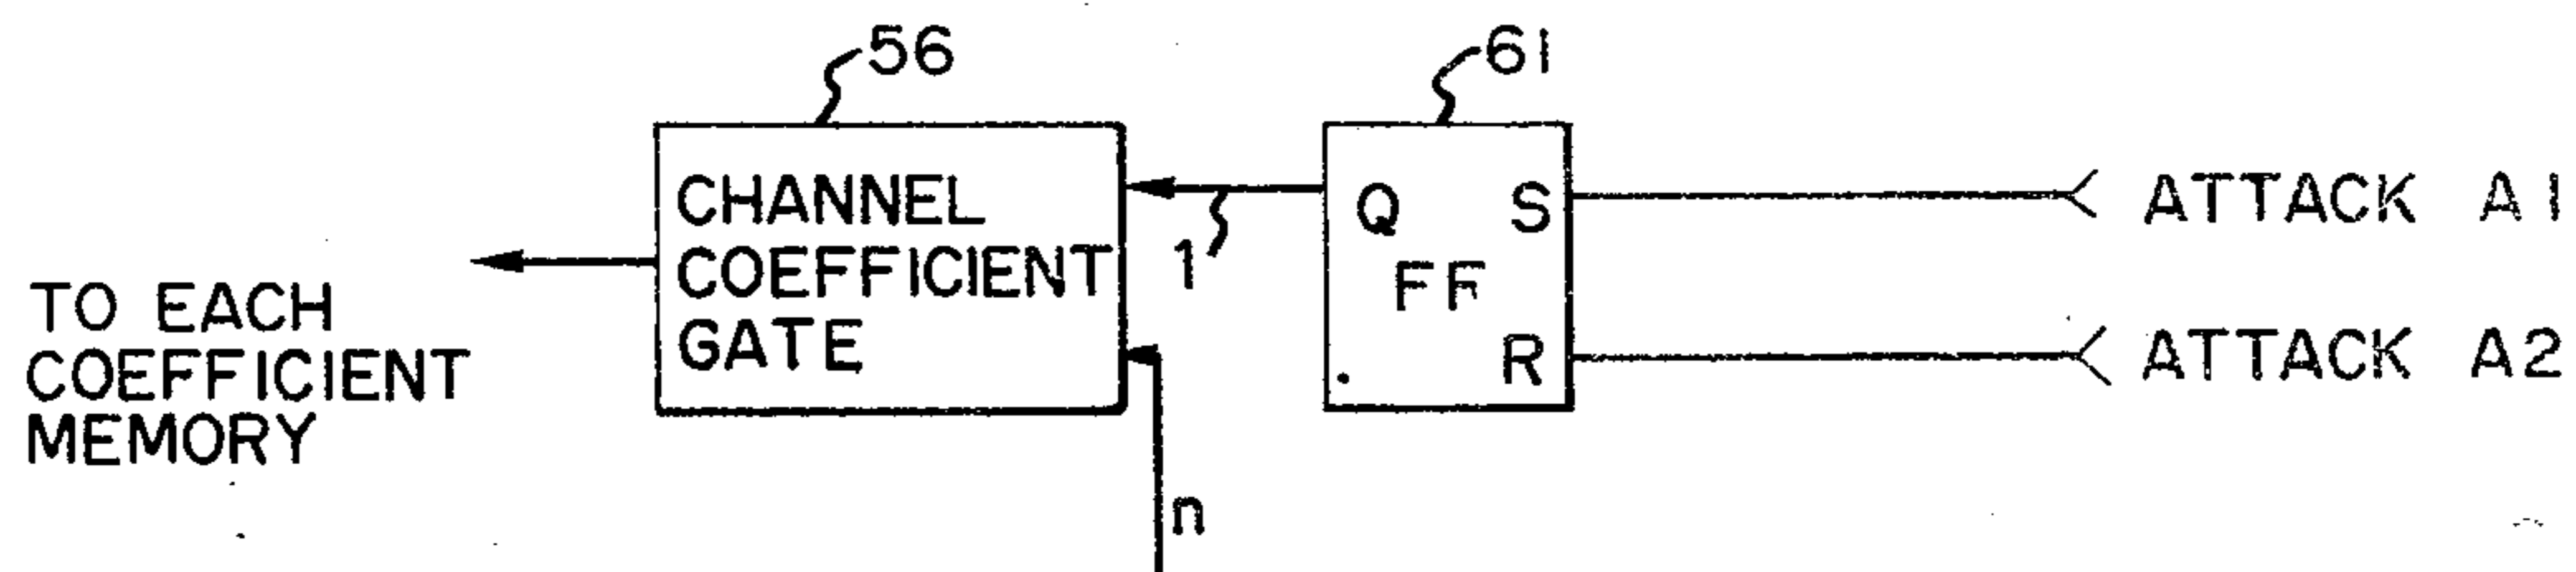 56
61
CHANNEL
COEFFICIENT
GATE
Q S
FF
R
1
n
ATTACK A1
ATTACK A2
TO EACH
COEFFICIENT
MEMORY